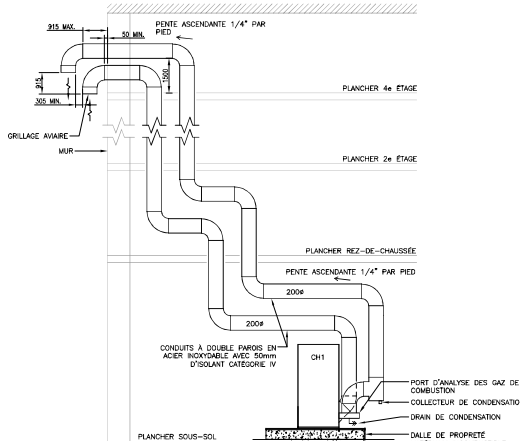 915 MAX.
50 MIN.
PENTE ASCENDANTE 1/4" PAR
PIED
1500
915
305 MIN.
PLANCHER 4e ÉTAGE
GRILLAGE AVIAIRE
MUR
PLANCHER 2e ÉTAGE
PLANCHER REZ-DE-CHAUSSÉE
PENTE ASCENDANTE 1/4" PAR PIED
200ø
200ø
CONDUITS À DOUBLE PAROIS EN
ACIER INOXYDABLE AVEC 50mm
D'ISOLANT CATÉGORIE IV
CH1
PORT D'ANALYSE DES GAZ DE
COMBUSTION
COLLECTEUR DE CONDENSATIO
DRAIN DE CONDENSATION
DALLE DE PROPRETÉ
PLANCHER SOUS-SOL